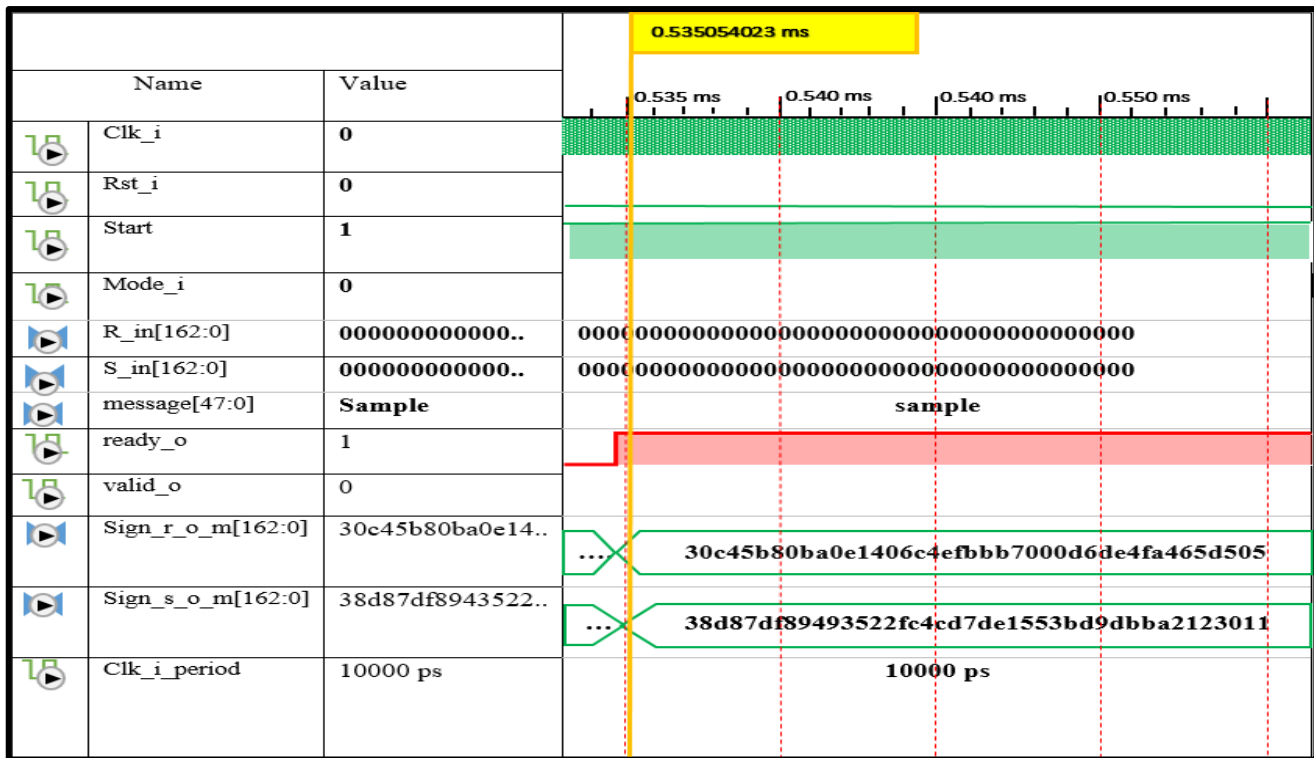 0.535054023 ms
Name Value
0.535 ms 0.540 ms 0.540 ms 0.550 ms
Clk_i 0
Rst_i 0
Start 1
Mode_i 0
R_in[162:0] 000000000000.. 00000000000000000000000000000000000000000
S_in[162:0] 000000000000.. 00000000000000000000000000000000000000000
message[47:0] Sample sample
ready_o 1
valid_o 0
Sign_r_o_m[162:0] 30c45b80ba0e14.. ... 30c45b80ba0e1406c4efbbb7000d6de4fa465d505
Sign_s_o_m[162:0] 38d87df8943522.. ... 38d87df89493522fc4cd7de1553bd9dbba2123011
Clk_i_period 10000 ps 10000 ps